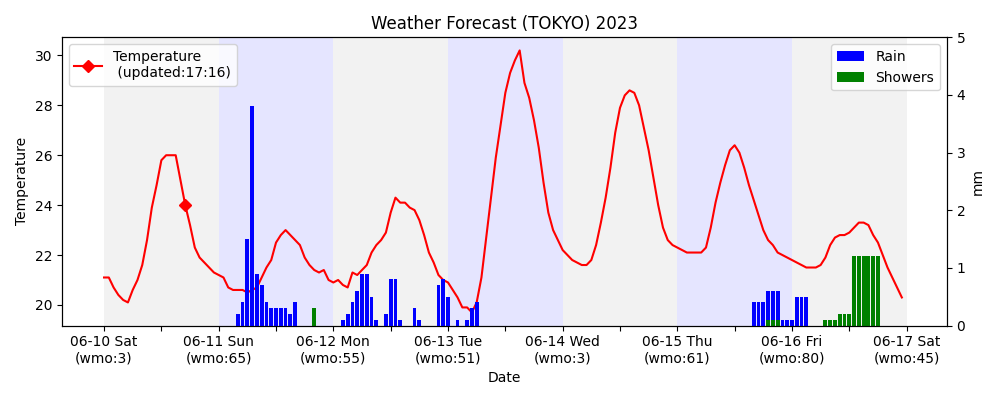 Weather Forecast (TOKYO) 2023
Temperature
(updated:17:16)
Rain
Showers
30
28
26
24
22
20
Temperature
5
4
3
2
1
0
mm
06-10 Sat
(wmo:3)
06-11 Sun
(wmo:65)
06-12 Mon
(wmo:55)
06-13 Tue
(wmo:51)
06-14 Wed
(wmo:3)
06-15 Thu
(wmo:61)
06-16 Fri
(wmo:80)
06-17 Sat
(wmo:45)
Date